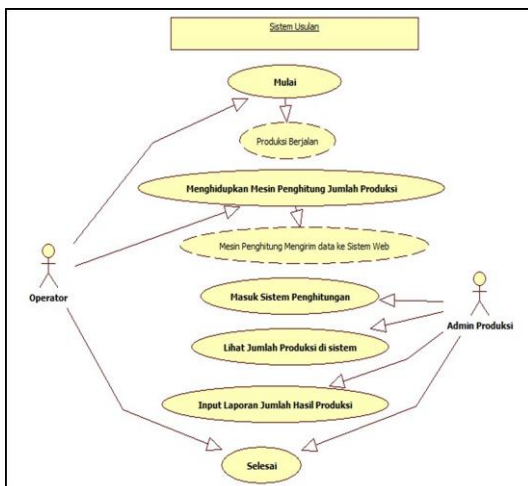 Sistem Usulan
Mulai
Produksi Berjalan
Menghidupkan Mesin Penghitung Jumlah Produksi
Mesin Penghitung Mengirim data ke Sistem Web
Operator
Masuk Sistem Penghitungan
Admin Produksi
Lihat Jumlah Produksi di sistem
Input Laporan Jumlah Hasil Produksi
Selesai